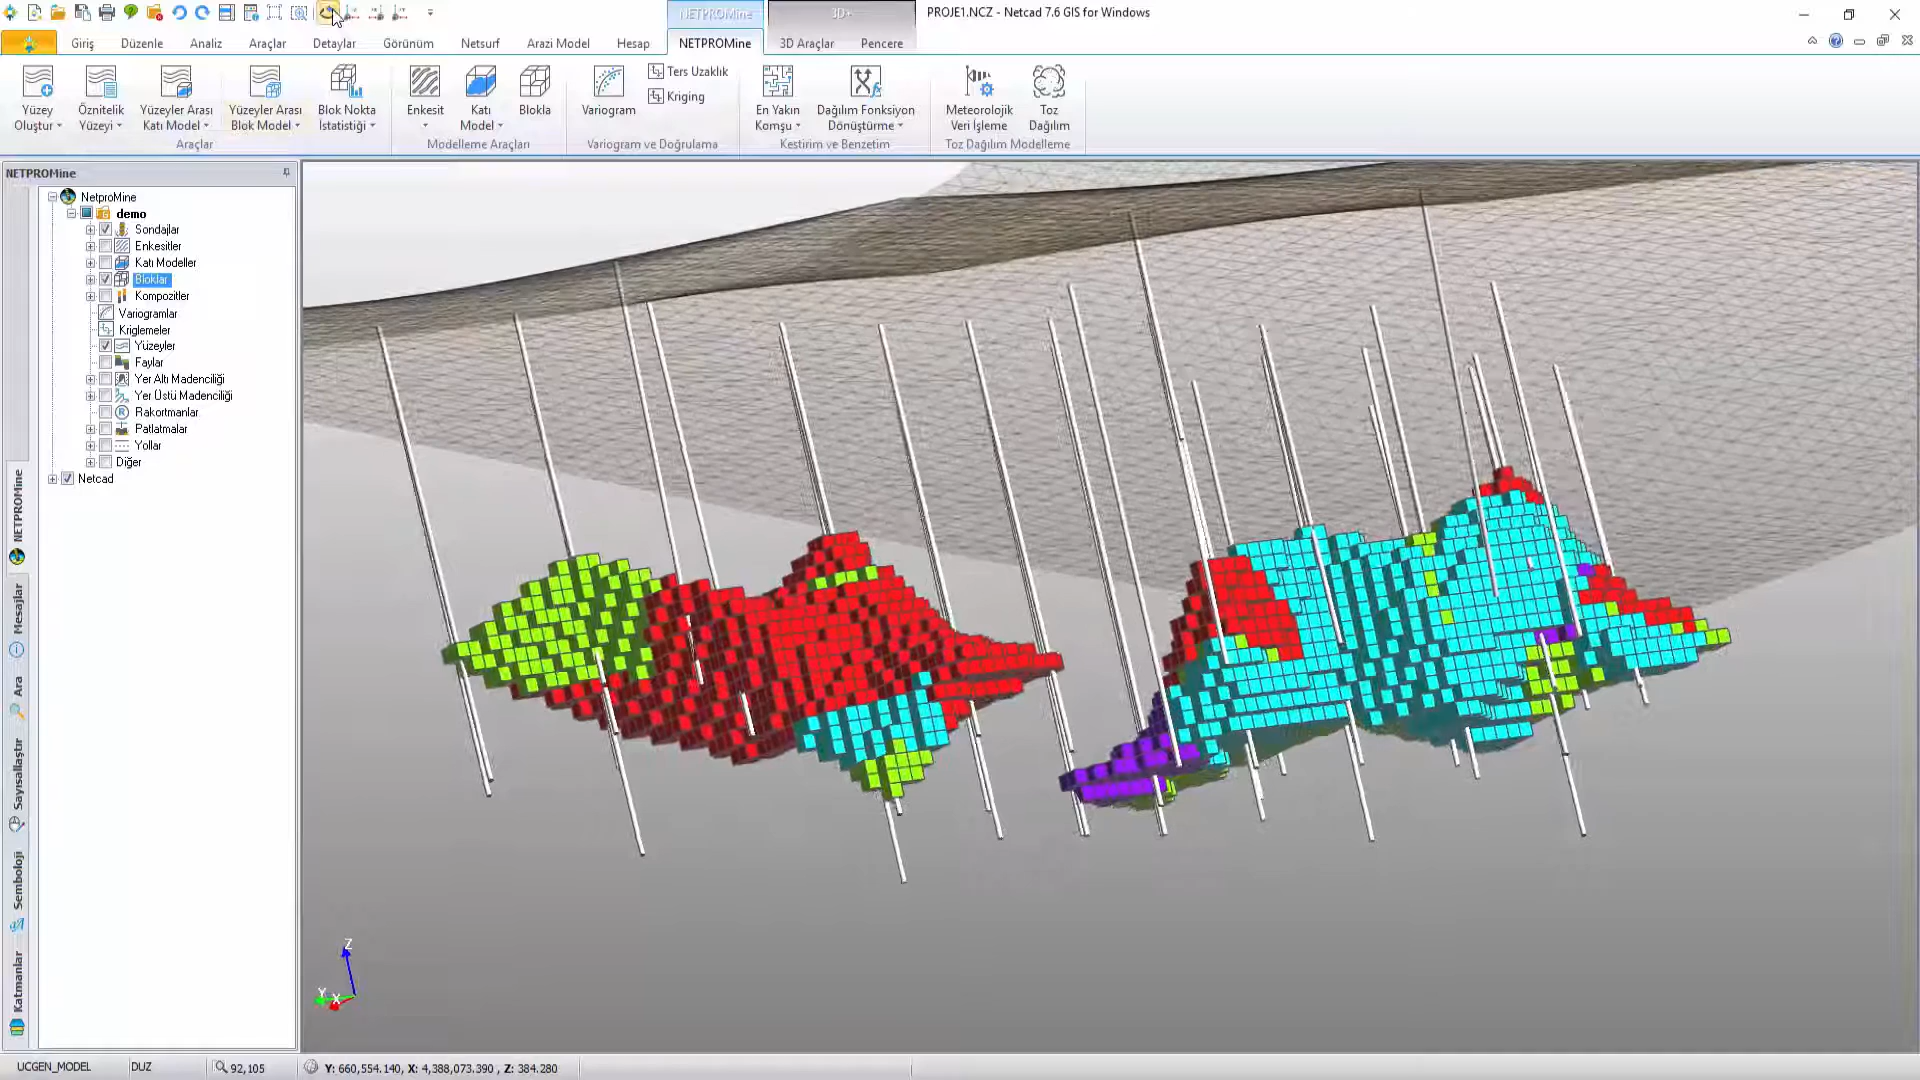 NETPROMine
3D+
PROJE1.NCZ - Netcad 7.6 GIS for Windows
Giriş
Düzenle
Analiz
Araçlar
Detaylar
Görünüm
Netsurf
Arazi Model
Hesap
NETPROMine
3D Araçlar
Pencere
Yüzey
Oluştur
Öznitelik
Yüzeyi
Yüzeyler Arası
Katı Model
Yüzeyler Arası
Blok Model
Blok Nokta
İstatistiği
Araçlar
Enkesit
Katı
Model
Blokla
Modelleme Araçları
Variogram
Ters Uzaklık
Kriging
Variogram ve Doğrulama
En Yakın
Komşu
Dağılım Fonksiyon
Dönüştürme
Kestirim ve Benzetim
Meteorolojik
Veri İşleme
Toz
Dağılım
Toz Dağılım Modelleme
NETPROMine
NetproMine
demo
Sondajlar
Enkesitler
Katı Modeller
Bloklar
Kompozitler
Variogramlar
Kriglemeler
Yüzeyler
Faylar
Yer Altı Madenciliği
Yer Üstü Madenciliği
Rakortmanlar
Patlatmalar
Yollar
Diğer
Netcad
NETPROMine
Mesajlar
Ara
Sayısallaştır
Semboloji
Katmanlar
Z
Y
X
UCGEN_MODEL
DUZ
92,105
Y: 660,554.140, X: 4,388,073.390 , Z: 384.280